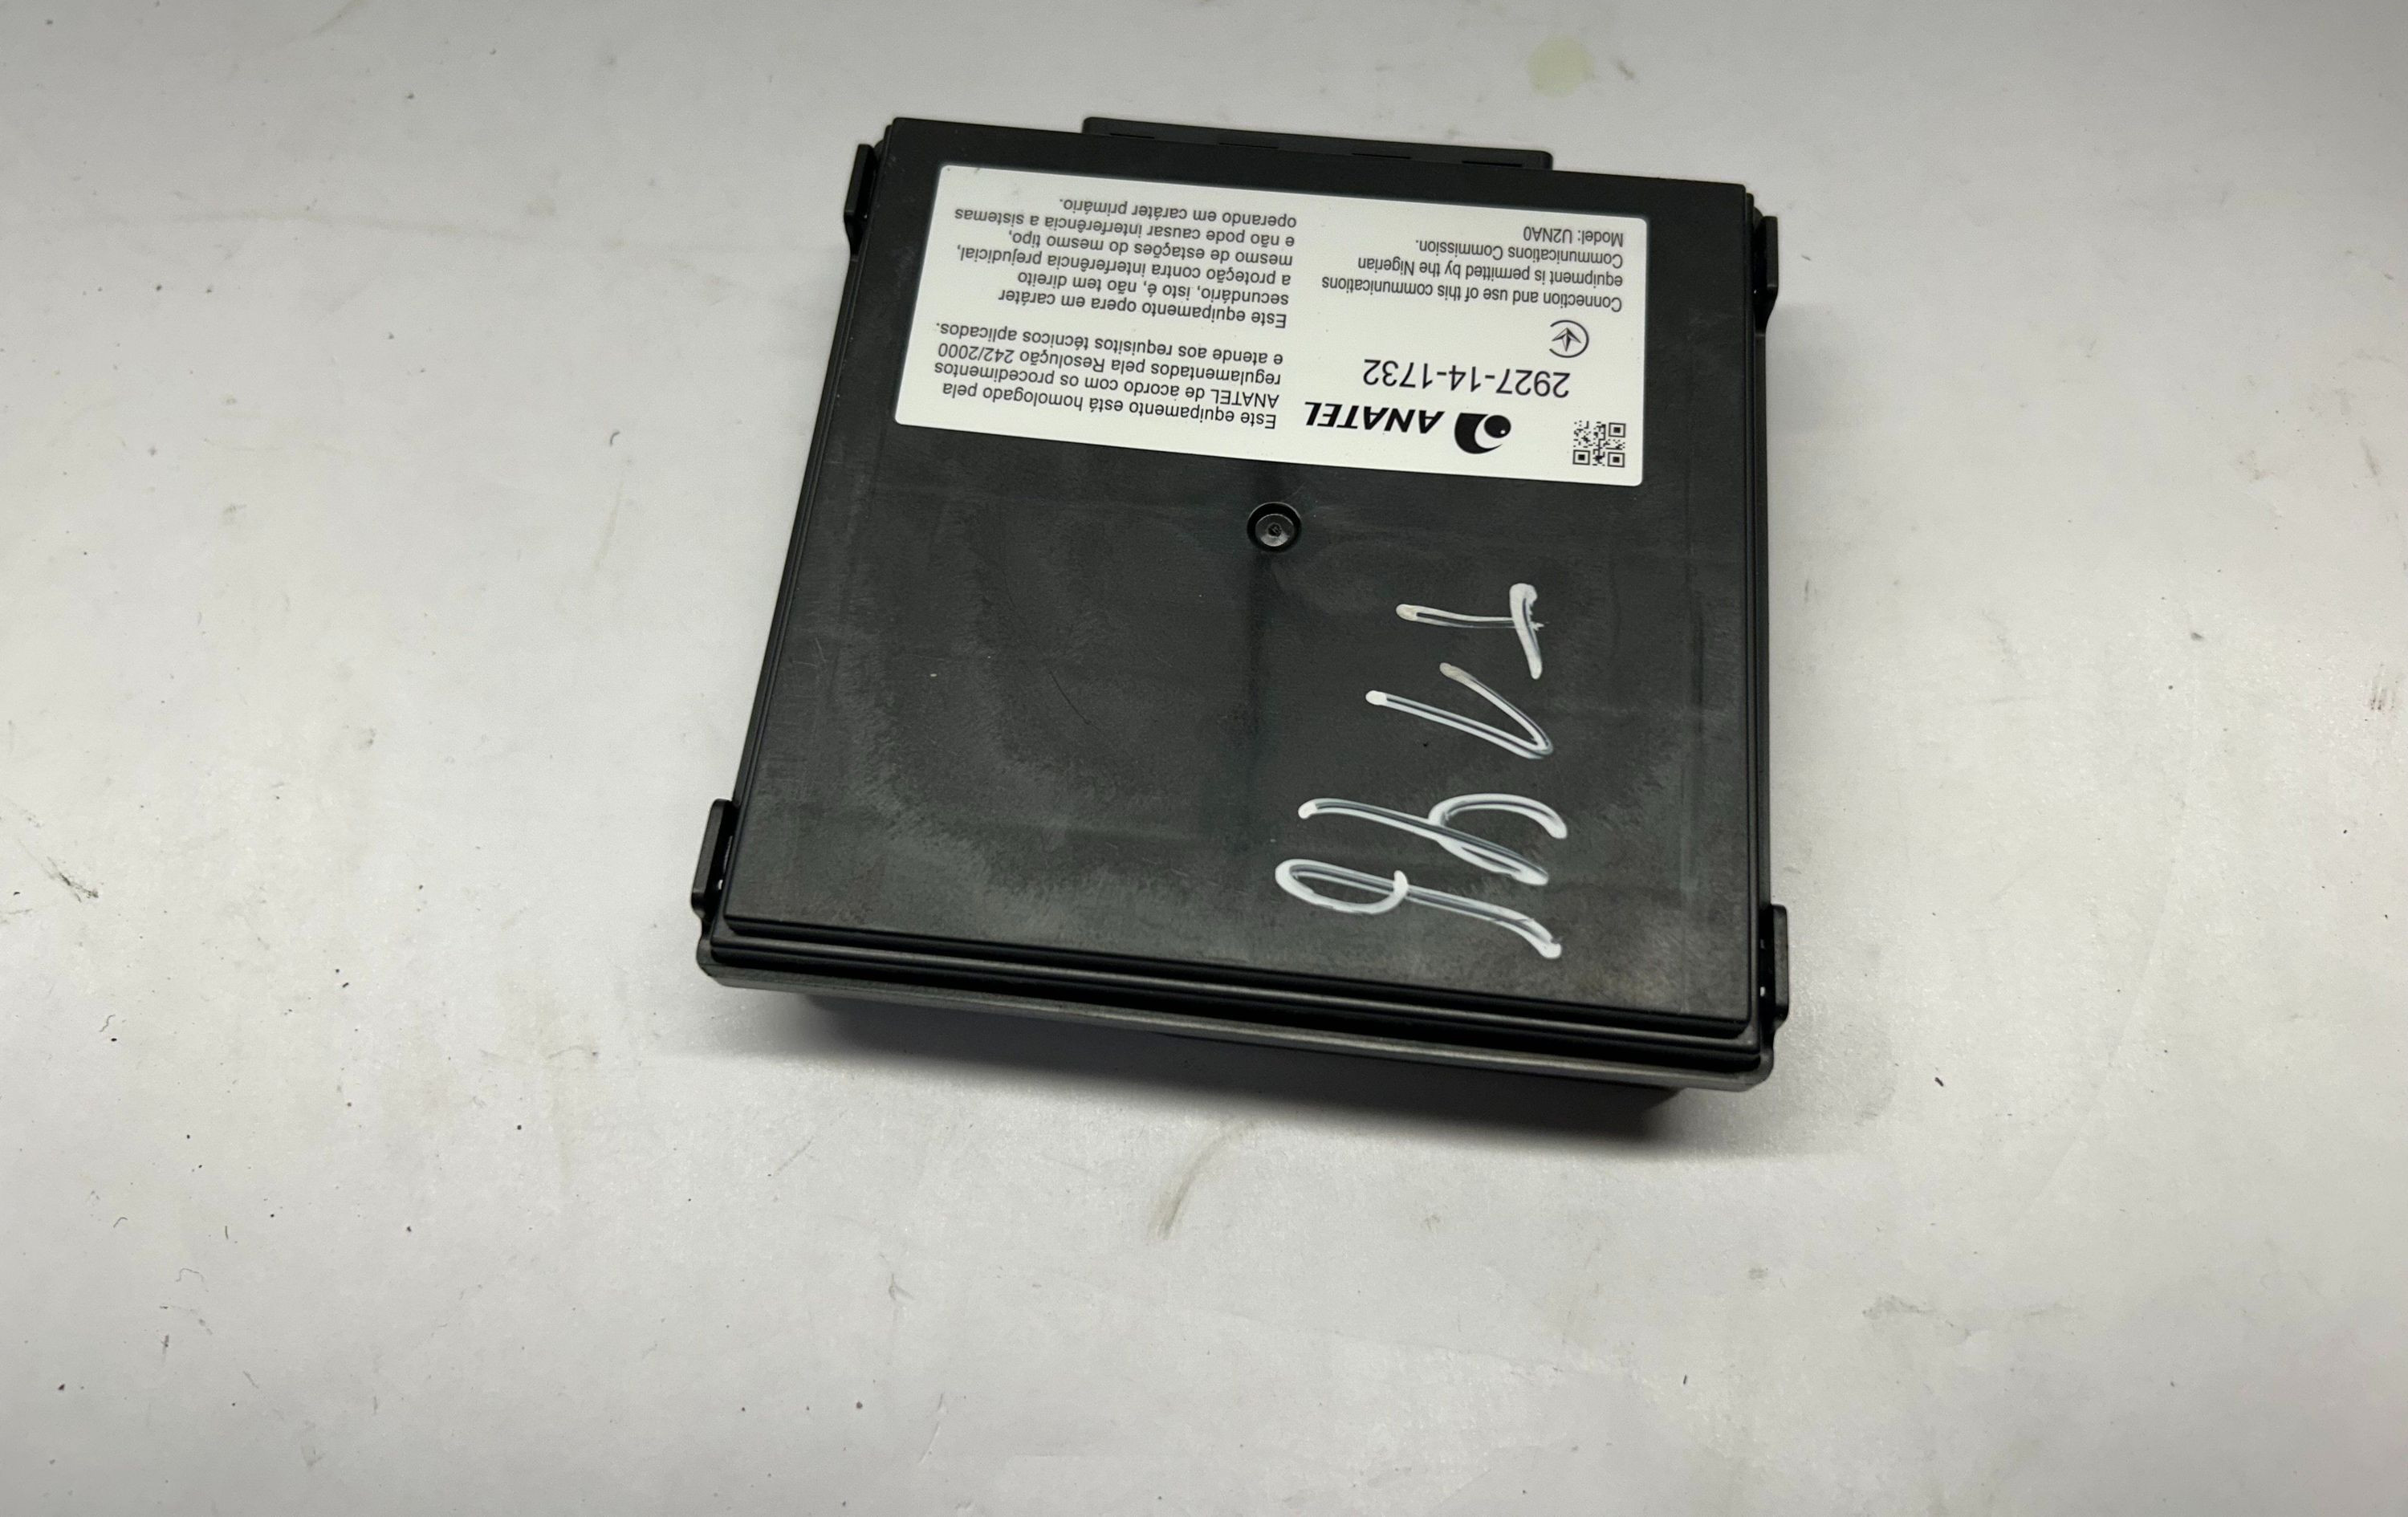 T146
ANATEL
2927-14-1732
Connection and use of this communications
equipment is permitted by the Nigerian
Communications Commission.
Model: U2NA0
Este equipamento está homologado pela
ANATEL de acordo com os procedimentos
regulamentados pela Resolução 242/2000
e atende aos requisitos técnicos aplicados.
Este equipamento opera em caráter
secundário, isto é, não tem direito
a proteção contra interferência prejudicial,
mesmo de estações do mesmo tipo,
e não pode causar interferência a sistemas
operando em caráter primário.